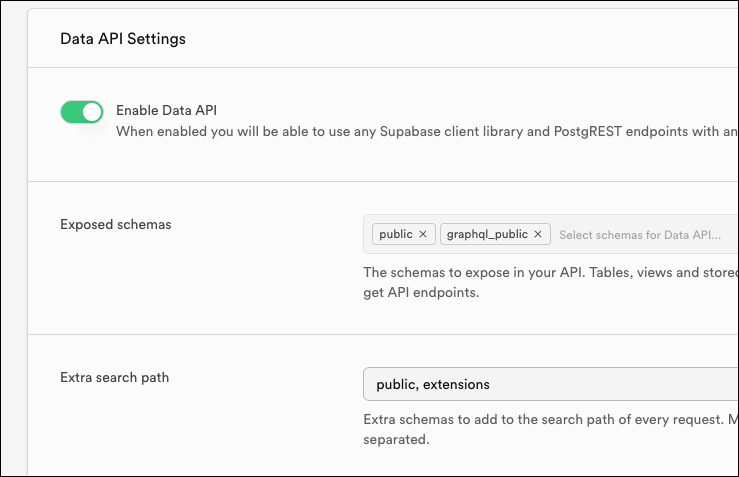 Data API Settings
Enable Data API
When enabled you will be able to use any Supabase client library and PostgREST endpoints with an
Exposed schemas
public × graphql_public × Select schemas for Data API...
The schemas to expose in your API. Tables, views and stored
get API endpoints.
Extra search path
public, extensions
Extra schemas to add to the search path of every request. M
separated.